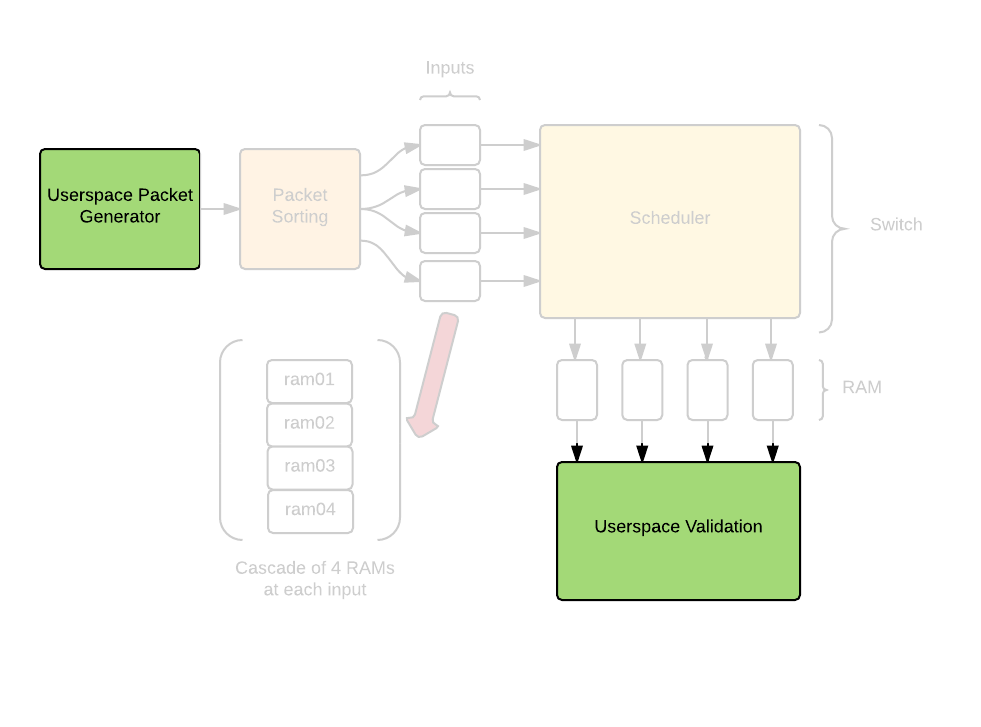 Inputs
Userspace Packet
Generator
Packet
Sorting
Scheduler
Switch
ram01
ram02
ram03
ram04
RAM
Cascade of 4 RAMs
at each input
Userspace Validation